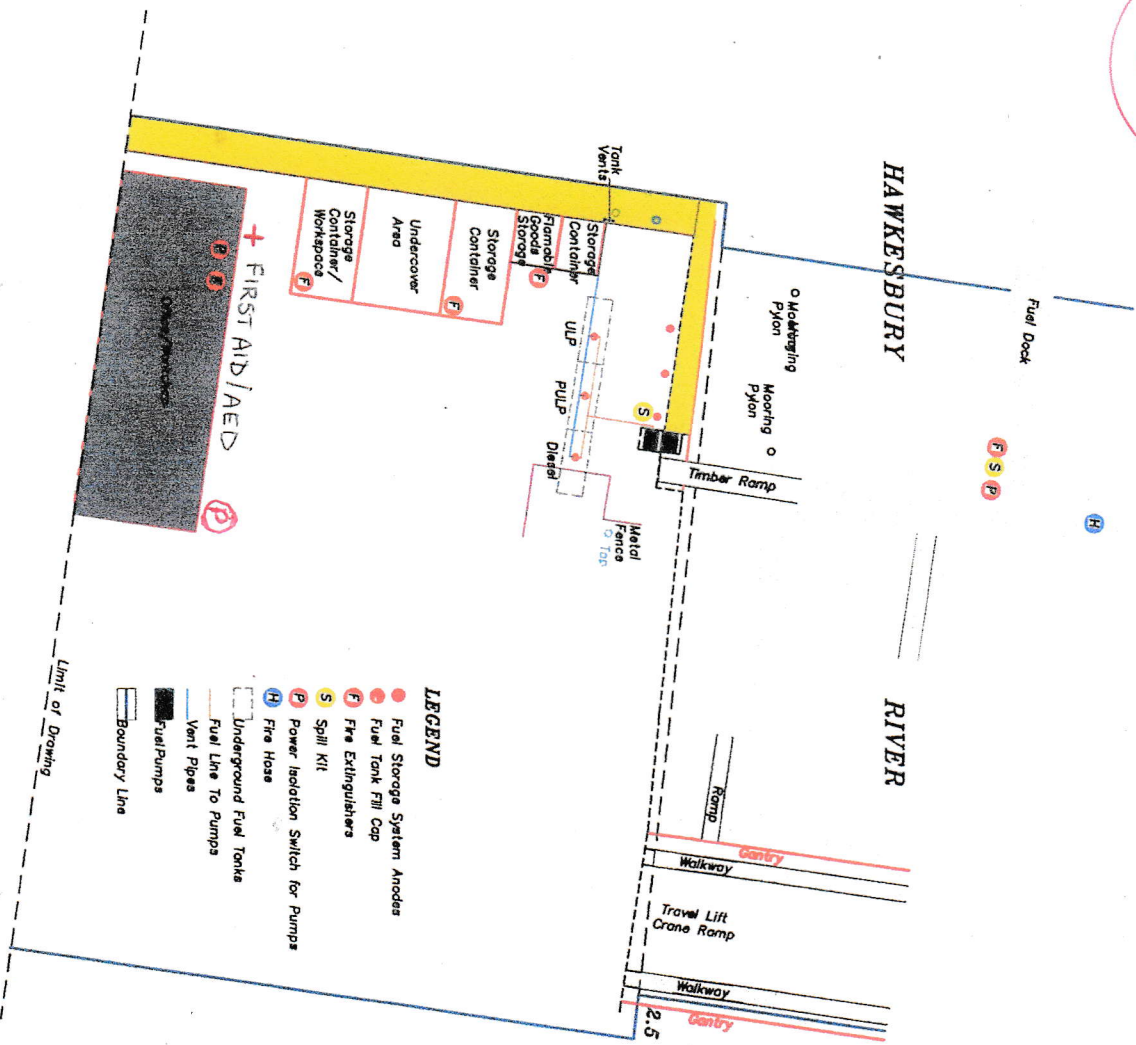 HAWKESBURY
RIVER
Fuel Dock
F
S
P
H
Mooring
Pylon
Mooring
Pylon
Timber Ramp
Tank
Vents
Storage
Container
Flamable
Goods
Storage
F
Storage
Container
F
Undercover
Area
Storage
Container/
Workspace
F
ULP
PULP
Diesel
S
Metal
Fence
Tap
+ FIRST AID/AED
P
F
P
Ramp
Gantry
Walkway
Travel Lift
Crane Ramp
Walkway
Gantry
2.5
LEGEND
Fuel Storage System Anodes
Fuel Tank Fill Cap
F Fire Extinguishers
S Spill Kit
P Power Isolation Switch for Pumps
H Fire Hose
Underground Fuel Tanks
Fuel Line To Pumps
Vent Pipes
Fuel Pumps
Boundary Line
Limit of Drawing